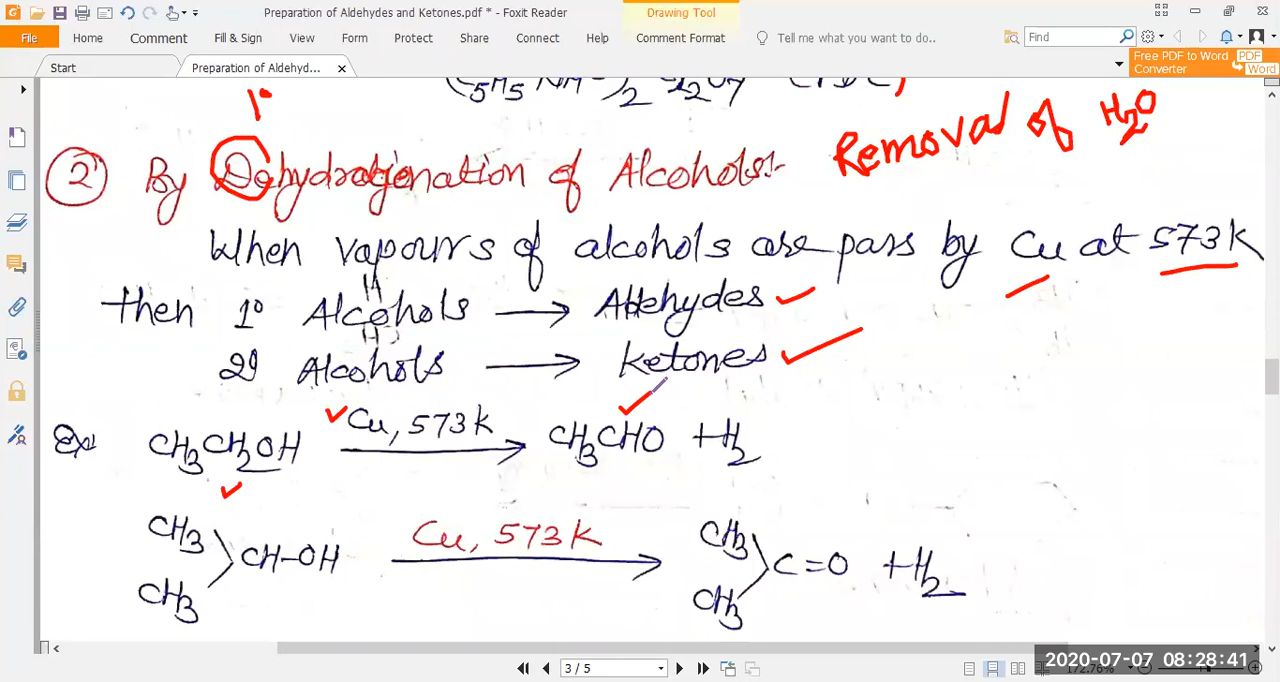 Preparation of Aldehydes and Ketones.pdf * - Foxit Reader
Drawing Tool
File Home Comment Fill & Sign View Form Protect Share Connect Help Comment Format Tell me what you want to do.. Find
Start Preparation of Aldehyd... Free PDF to Word Converter PDF Word
1°
Removal of H2O
2 By Dehydrogenation of Alcohols:-
When vapours of alcohols are pass by Cu at 573K
then 1° Alcohols → Aldehydes
2° Alcohols → Ketones
Ex: CH3CH2OH Cu, 573K → CH3CHO + H2
CH3 CH3
CH-OH Cu, 573K → C=O + H2
CH3 CH3
3 / 5
2020-07-07 08:28:41